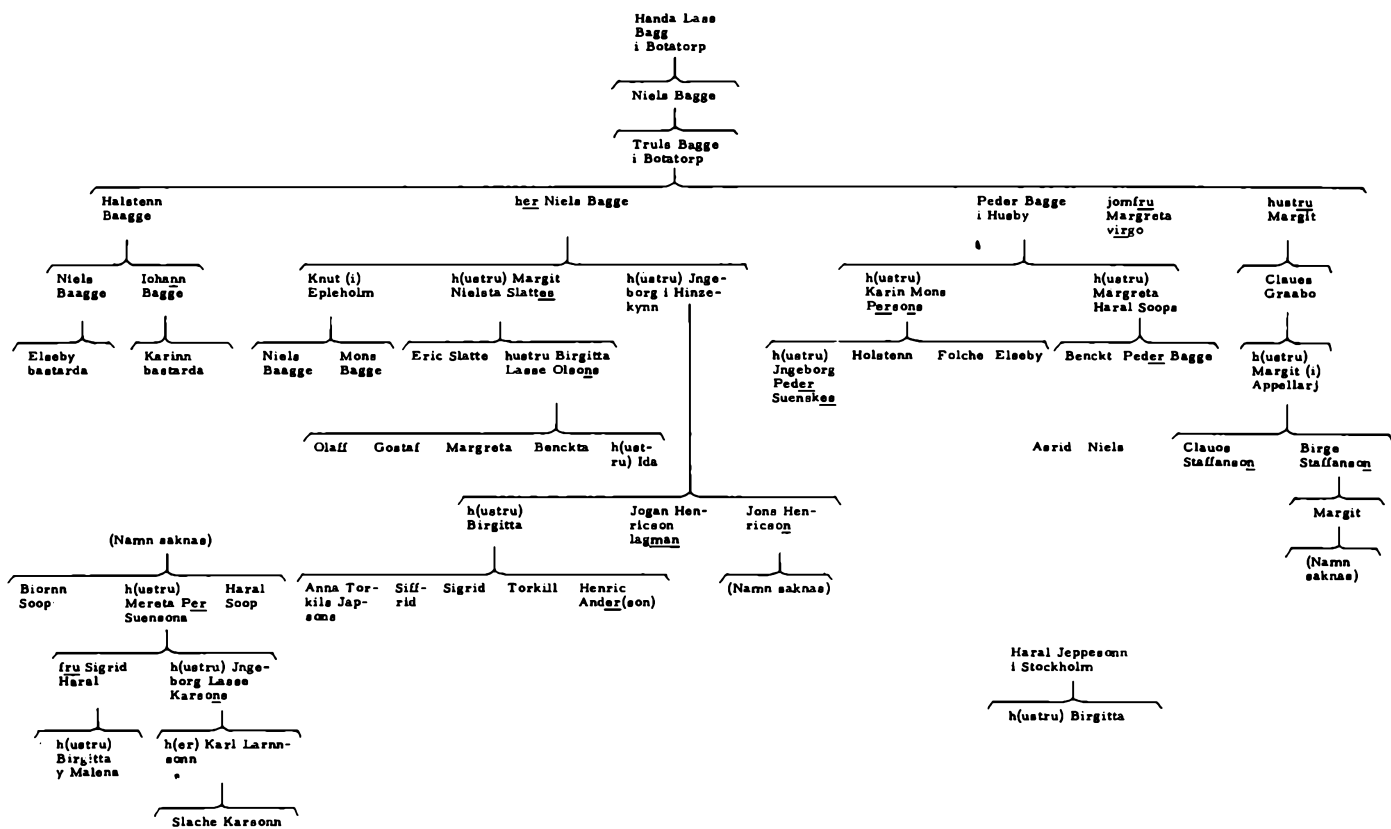 Handa Lass
Bagg
i Botatorp
Niels Bagge
Truls Bagge
i Botatorp
Halstenn
Baagge
her Niels Bagge
Peder Bagge
i Husby
jomfru
Margreta
virgo
hustru
Margit
Niels
Baagge
Iohann
Bagge
Knut (i)
Epleholm
h(ustru) Margit
Nielsta Slattes
h(ustru) Jnge-
borg i Hinze-
kynn
h(ustru)
Karin Mons
Persons
h(ustru)
Margreta
Haral Soops
Claues
Graabo
Elseby
bastarda
Karinn
bastarda
Niels
Baagge
Mons
Bagge
Eric Slatte
hustru Birgitta
Lasse Olsons
h(ustru)
Jngeborg
Peder
Suenskes
Holstenn
Folche
Elseby
Benckt
Peder Bagge
h(ustru)
Margit (i)
Appellarj
Olaff
Gostaf
Margreta
Benckta
h(ust-
ru) Ida
Asrid
Niels
Clauos
Staffanson
Birge
Staffanson
h(ustru)
Birgitta
Jogan Hen-
ricson
lagman
Jons Hen-
ricson
Margit
(Namn saknas)
(Namn
saknas)
Biornn
Soop
h(ustru)
Mereta Per
Suensons
Haral
Soop
Anna Tor-
kils Jap-
sons
Siff-
rid
Sigrid
Torkill
Henric
Ander(son)
(Namn saknas)
fru Sigrid
Haral
h(ustru) Jnge-
borg Lasse
Karsons
Haral Jeppesonn
i Stockholm
h(ustru)
Birgitta
y Malena
h(er) Karl Larnn-
sonn
h(ustru) Birgitta
Slache Karsonn